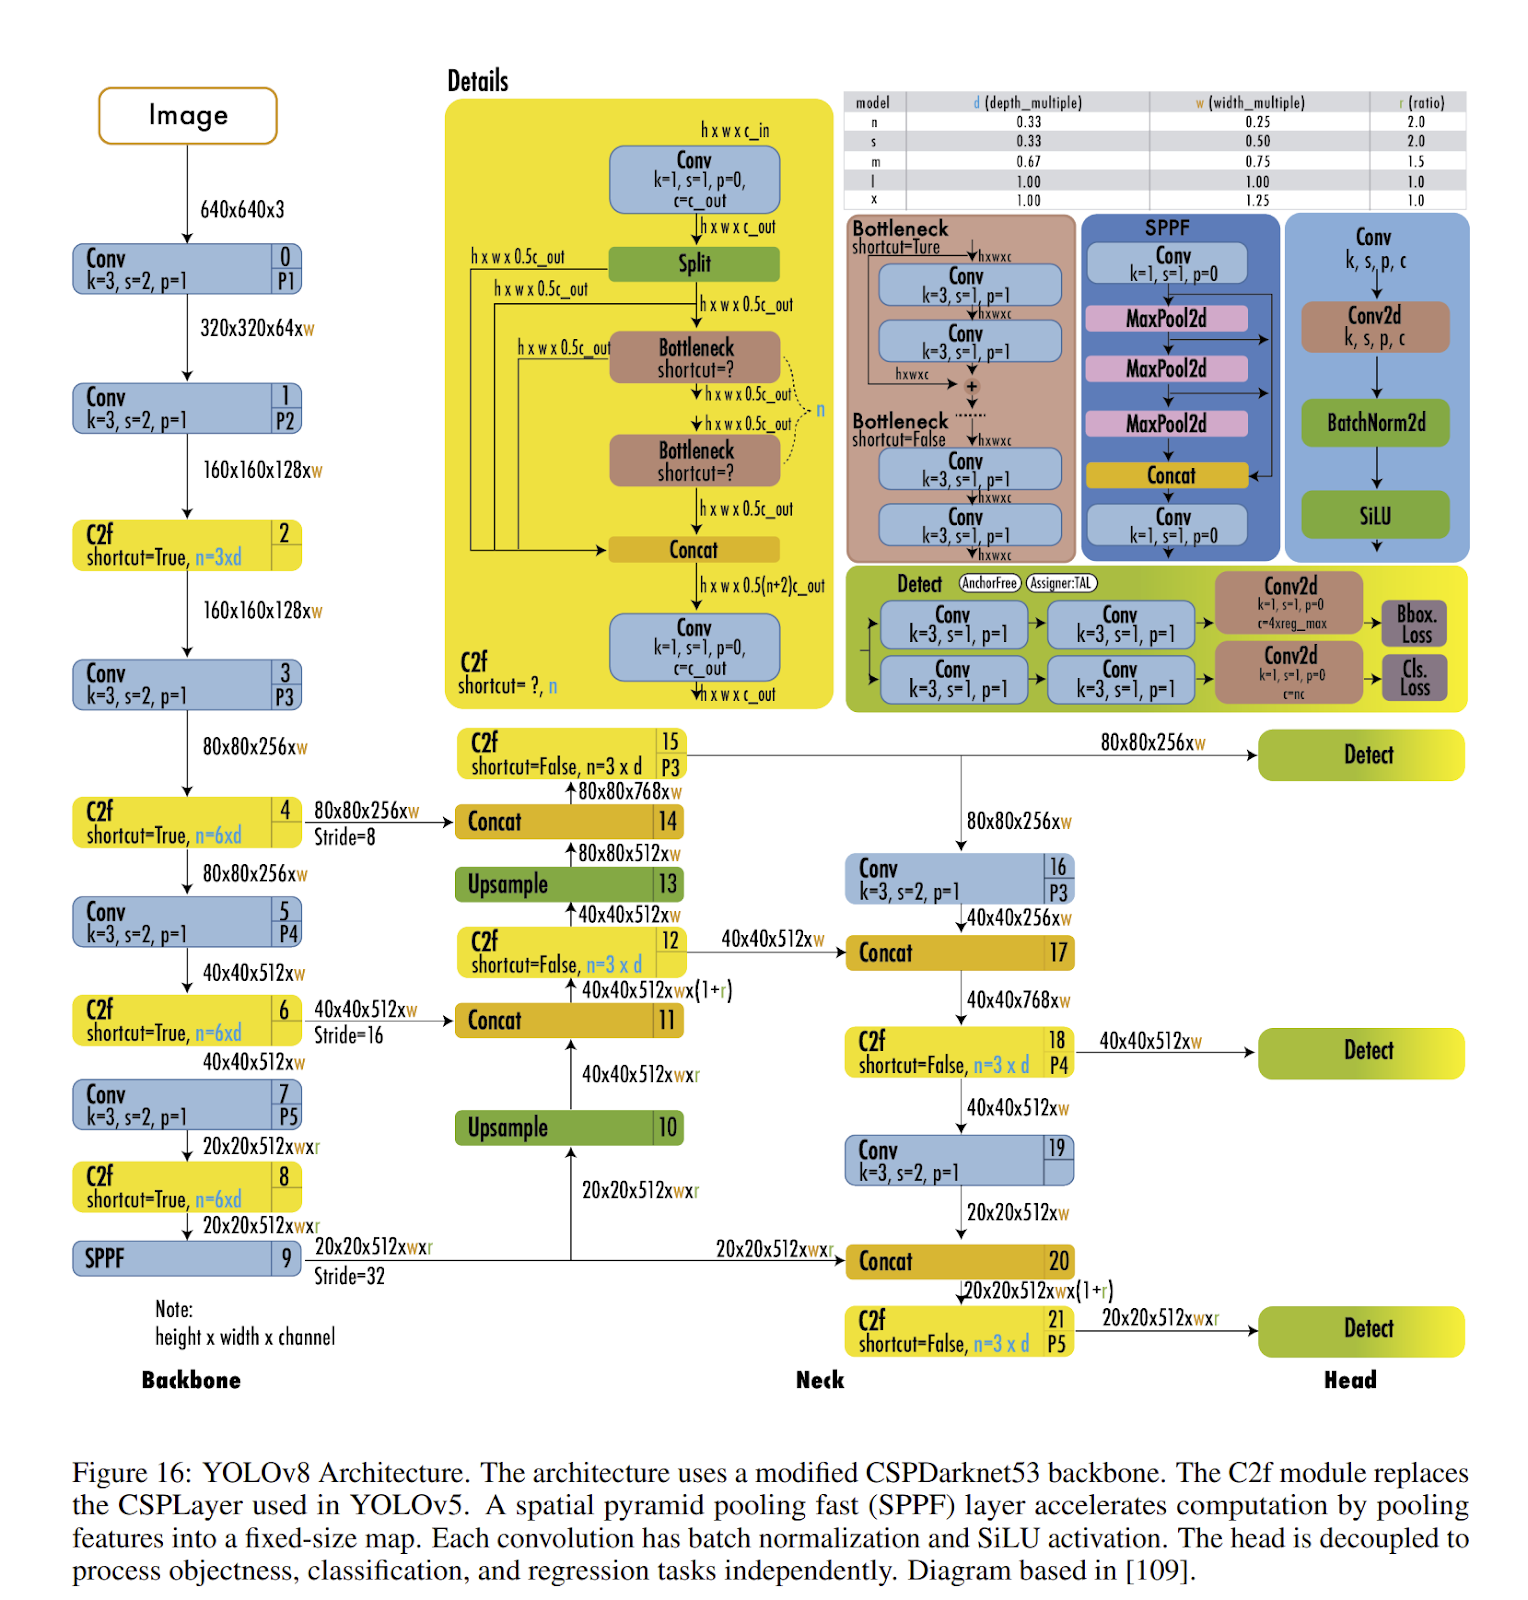 Image
640x640x3
Conv
k=3, s=2, p=1
0
P1
320x320x64xw
Conv
k=3, s=2, p=1
1
P2
160x160x128xw
C2f
shortcut=True, n=3xd
2
160x160x128xw
Conv
k=3, s=2, p=1
3
P3
80x80x256xw
C2f
shortcut=True, n=6xd
4
80x80x256xw
Stride=8
80x80x256xw
Conv
k=3, s=2, p=1
5
P4
40x40x512xw
C2f
shortcut=True, n=6xd
6
40x40x512xw
Stride=16
40x40x512xw
Conv
k=3, s=2, p=1
7
P5
20x20x512xwxr
C2f
shortcut=True, n=6xd
8
20x20x512xwxr
SPPF
9
20x20x512xwxr
Stride=32
Note:
height x width x channel
Backbone
Details
h x w x c_in
Conv
k=1, s=1, p=0,
c=c_out
h x w x c_out
h x w x 0.5c_out
Split
h x w x 0.5c_out
h x w x 0.5c_out
h x w x 0.5c_out
Bottleneck
shortcut=?
h x w x 0.5c_out
n
h x w x 0.5c_out
Bottleneck
shortcut=?
h x w x 0.5c_out
Concat
h x w x 0.5(n+2)c_out
Conv
k=1, s=1, p=0,
c=c_out
C2f
shortcut= ?, n
h x w x c_out
model d (depth_multiple) w (width_multiple) r (ratio)
n 0.33 0.25 2.0
s 0.33 0.50 2.0
m 0.67 0.75 1.5
l 1.00 1.00 1.0
x 1.00 1.25 1.0
Bottleneck
shortcut=Ture
hxwxc
Conv
k=3, s=1, p=1
hxwxc
Conv
k=3, s=1, p=1
hxwxc
+
Bottleneck
shortcut=False
hxwxc
Conv
k=3, s=1, p=1
hxwxc
Conv
k=3, s=1, p=1
hxwxc
SPPF
Conv
k=1, s=1, p=0
MaxPool2d
MaxPool2d
MaxPool2d
Concat
Conv
k=1, s=1, p=0
Conv
k, s, p, c
Conv2d
k, s, p, c
BatchNorm2d
SiLU
Detect
AnchorFree
Assigner:TAL
Conv
k=3, s=1, p=1
Conv
k=3, s=1, p=1
Conv2d
k=1, s=1, p=0
c=4xreg_max
Bbox.
Loss
Conv
k=3, s=1, p=1
Conv
k=3, s=1, p=1
Conv2d
k=1, s=1, p=0
c=nc
Cls.
Loss
C2f
shortcut=False, n=3 x d
15
P3
80x80x768xw
Concat
14
80x80x512xw
Upsample
13
40x40x512xw
C2f
shortcut=False, n=3 x d
12
40x40x512xwx(1+r)
Concat
11
40x40x512xwxr
Upsample
10
20x20x512xwxr
80x80x256xw
Detect
80x80x256xw
Conv
k=3, s=2, p=1
16
P3
40x40x256xw
40x40x512xw
Concat
17
40x40x768xw
C2f
shortcut=False, n=3 x d
18
P4
40x40x512xw
Detect
40x40x512xw
Conv
k=3, s=2, p=1
19
20x20x512xw
20x20x512xwxr
Concat
20
20x20x512xwx(1+r)
C2f
shortcut=False, n=3 x d
21
P5
20x20x512xwxr
Detect
Neck
Head
Figure 16: YOLOv8 Architecture. The architecture uses a modified CSPDarknet53 backbone. The C2f module replaces
the CSPLayer used in YOLOv5. A spatial pyramid pooling fast (SPPF) layer accelerates computation by pooling
features into a fixed-size map. Each convolution has batch normalization and SiLU activation. The head is decoupled to
process objectness, classification, and regression tasks independently. Diagram based in [109].